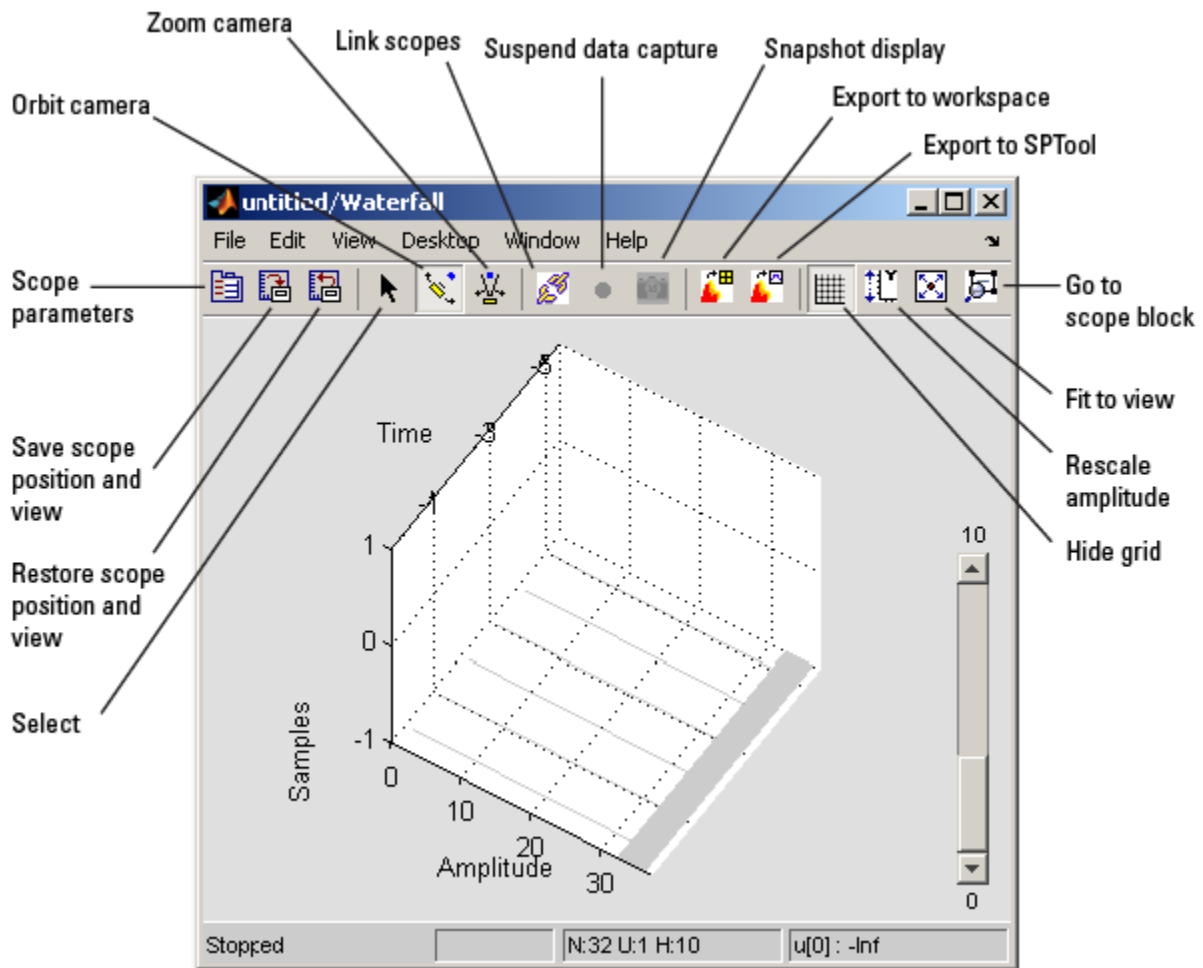 Zoom camera
Link scopes
Suspend data capture
Snapshot display
Orbit camera
Export to workspace
Export to SPTool
untitled/Waterfall
File Edit View Desktop Window Help
Scope
parameters
Go to
scope block
Save scope
position and
view
Restore scope
position and
view
Select
Fit to view
Rescale
amplitude
Hide grid
Time
-5
-3
-1
1
0
-1
Samples
0
10
20
30
Amplitude
10
0
Stopped
N:32 U:1 H:10
u[0] : -Inf